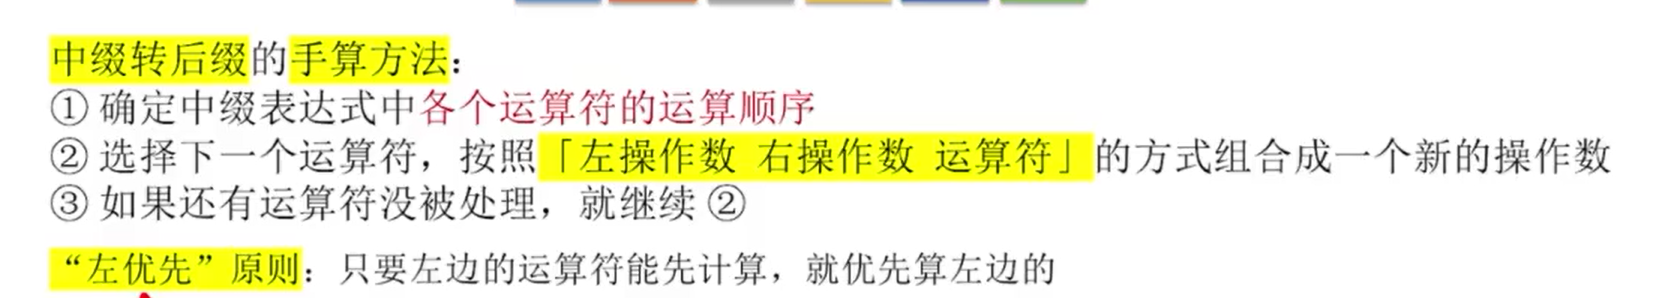 中缀转后缀的手算方法：
① 确定中缀表达式中各个运算符的运算顺序
② 选择下一个运算符，按照「左操作数 右操作数 运算符」的方式组合成一个新的操作数
③ 如果还有运算符没被处理，就继续 ②
“左优先”原则：只要左边的运算符能先计算，就优先算左边的